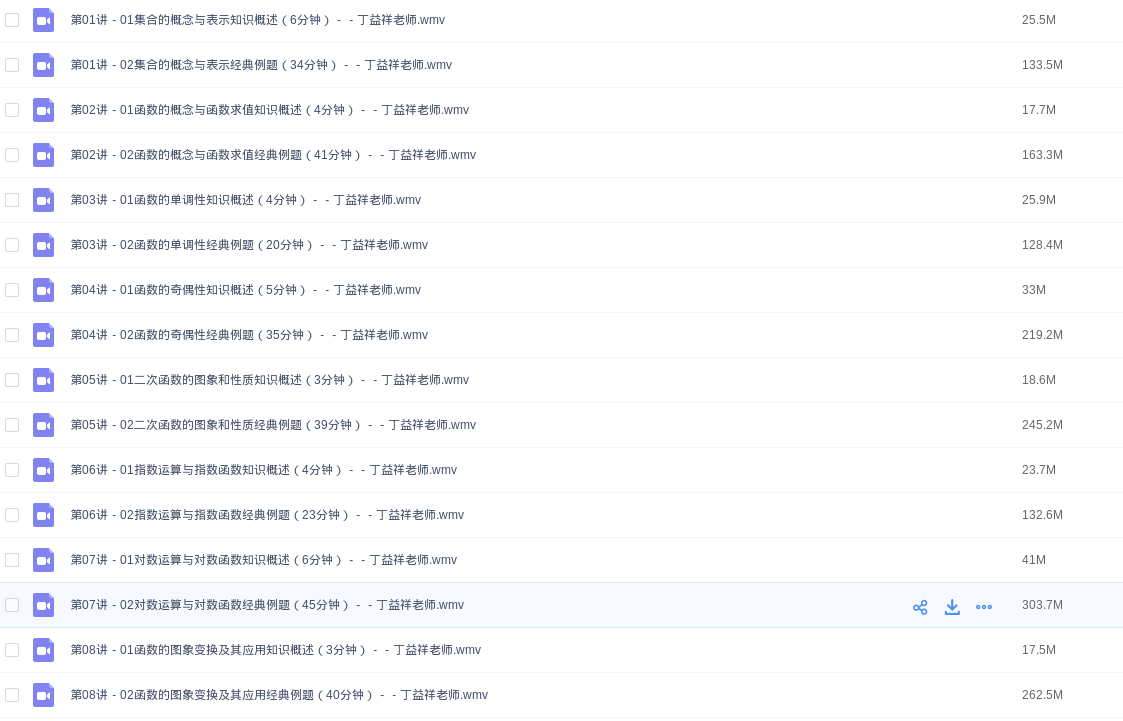 第01讲 - 01集合的概念与表示知识概述（6分钟） - - 丁益祥老师.wmv 25.5M
第01讲 - 02集合的概念与表示经典例题（34分钟） - - 丁益祥老师.wmv 133.5M
第02讲 - 01函数的概念与函数求值知识概述（4分钟） - - 丁益祥老师.wmv 17.7M
第02讲 - 02函数的概念与函数求值经典例题（41分钟） - - 丁益祥老师.wmv 163.3M
第03讲 - 01函数的单调性知识概述（4分钟） - - 丁益祥老师.wmv 25.9M
第03讲 - 02函数的单调性经典例题（20分钟） - - 丁益祥老师.wmv 128.4M
第04讲 - 01函数的奇偶性知识概述（5分钟） - - 丁益祥老师.wmv 33M
第04讲 - 02函数的奇偶性经典例题（35分钟） - - 丁益祥老师.wmv 219.2M
第05讲 - 01二次函数的图象和性质知识概述（3分钟） - - 丁益祥老师.wmv 18.6M
第05讲 - 02二次函数的图象和性质经典例题（39分钟） - - 丁益祥老师.wmv 245.2M
第06讲 - 01指数运算与指数函数知识概述（4分钟） - - 丁益祥老师.wmv 23.7M
第06讲 - 02指数运算与指数函数经典例题（23分钟） - - 丁益祥老师.wmv 132.6M
第07讲 - 01对数运算与对数函数知识概述（6分钟） - - 丁益祥老师.wmv 41M
第07讲 - 02对数运算与对数函数经典例题（45分钟） - - 丁益祥老师.wmv 303.7M
第08讲 - 01函数的图象变换及其应用知识概述（3分钟） - - 丁益祥老师.wmv 17.5M
第08讲 - 02函数的图象变换及其应用经典例题（40分钟） - - 丁益祥老师.wmv 262.5M